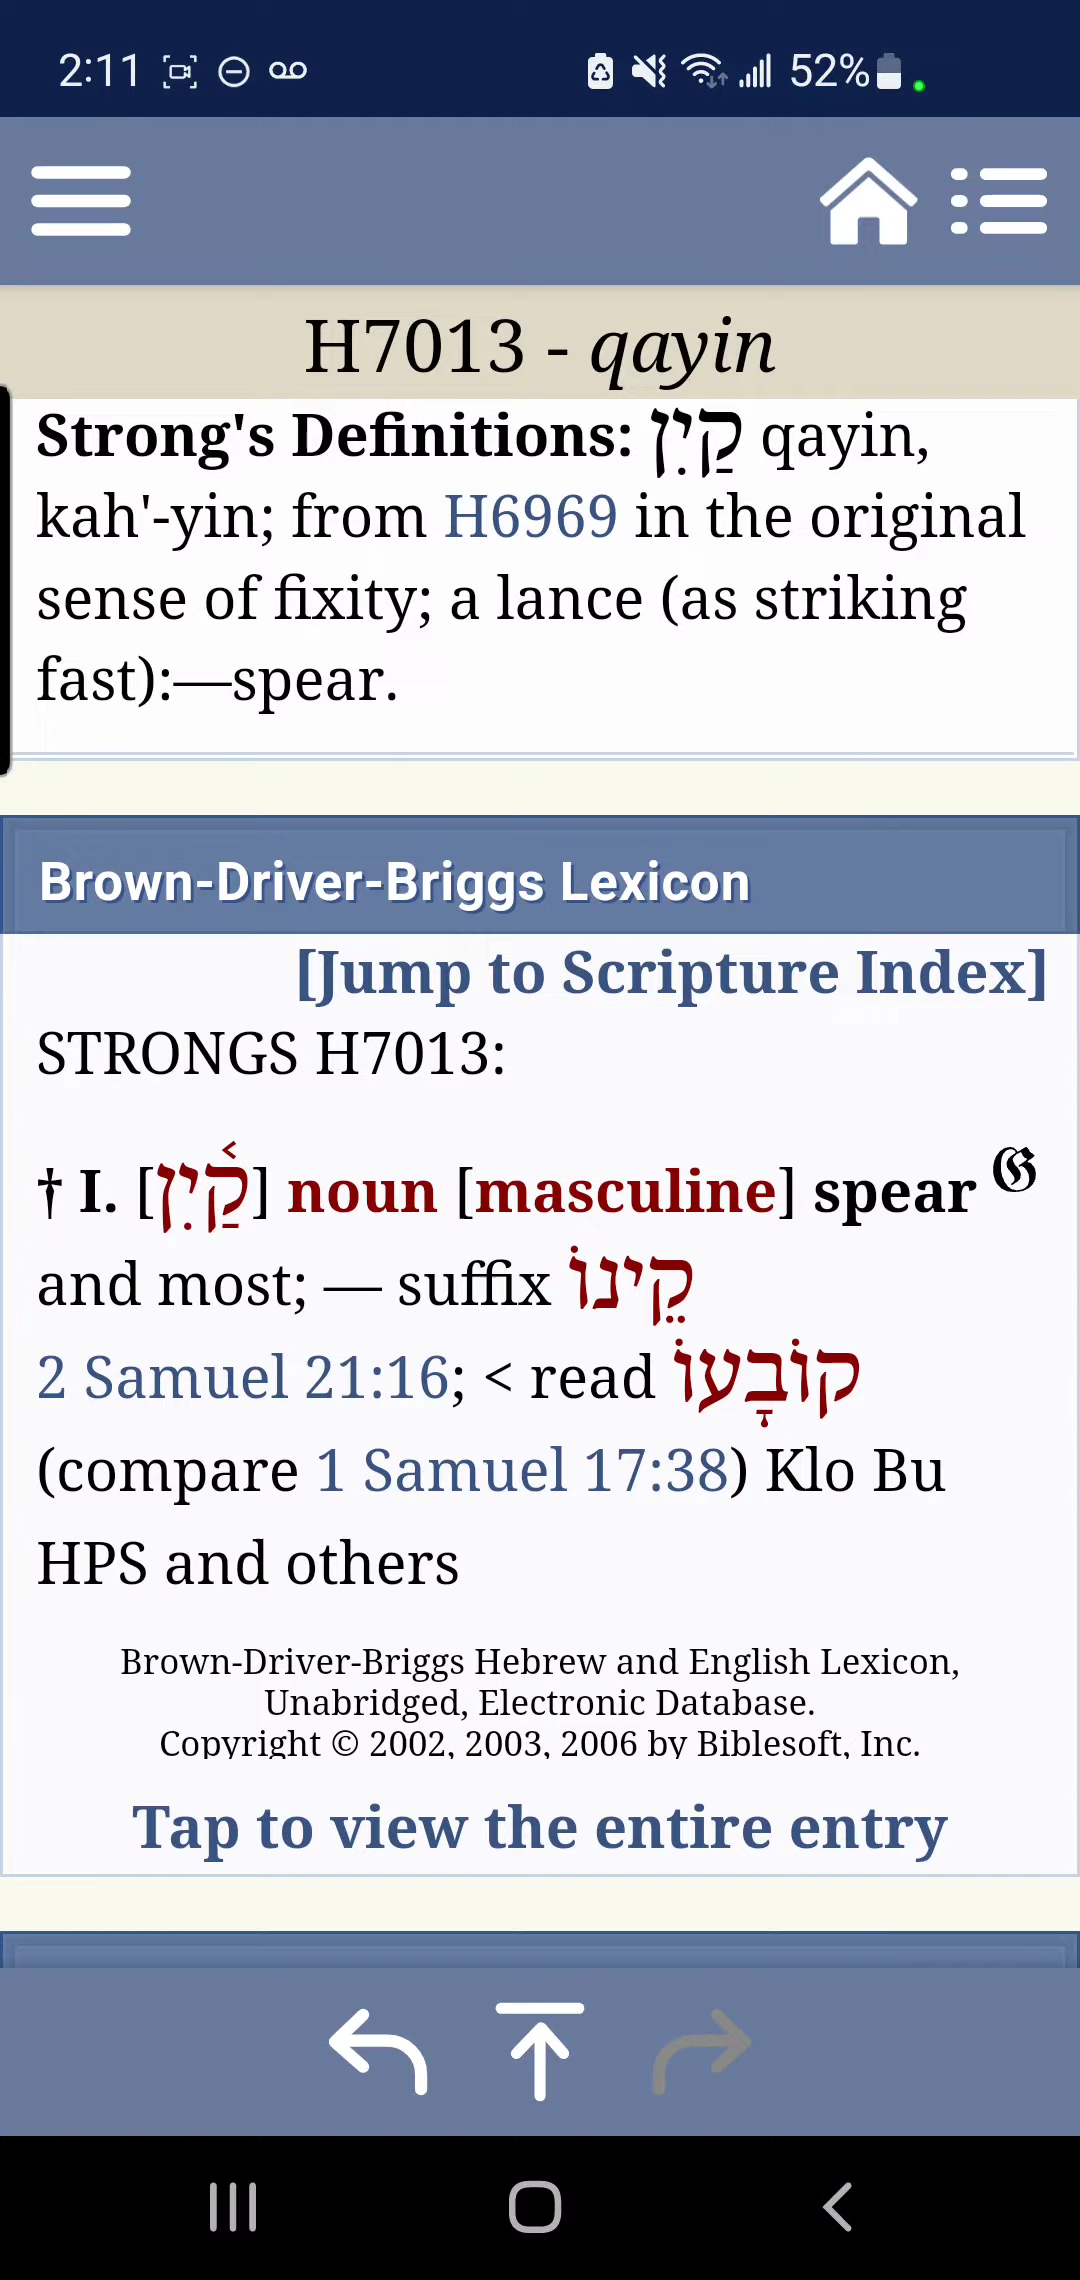 2:11 52%
H7013 - qayin
Strong's Definitions: קַיִן qayin,
kah'-yin; from H6969 in the original
sense of fixity; a lance (as striking
fast):—spear.
Brown-Driver-Briggs Lexicon
[Jump to Scripture Index]
STRONGS H7013:
† I. [קַ֫יִן] noun [masculine] spear 𝔊
and most; — suffix קֵינוֹ
2 Samuel 21:16; < read קוֹבָעוֹ
(compare 1 Samuel 17:38) Klo Bu
HPS and others
Brown-Driver-Briggs Hebrew and English Lexicon,
Unabridged, Electronic Database.
Copyright © 2002, 2003, 2006 by Biblesoft, Inc.
Tap to view the entire entry